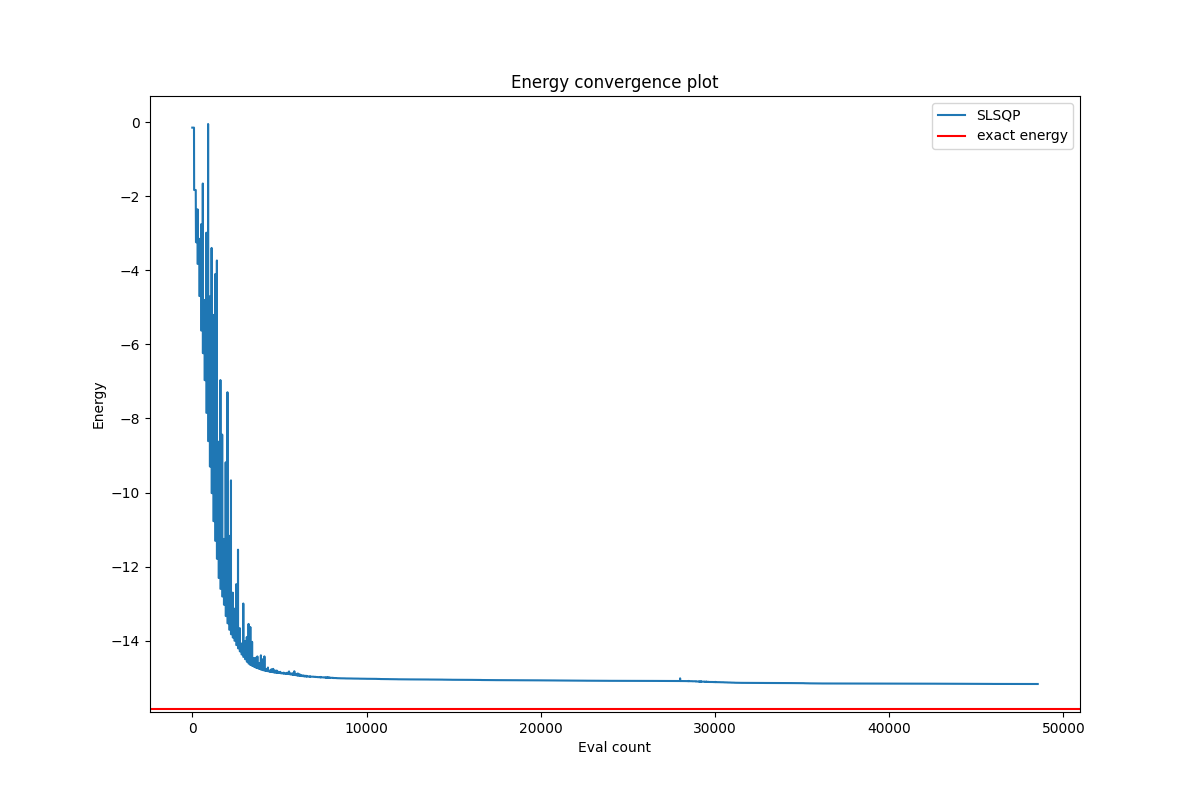 Energy convergence plot
SLSQP
exact energy
Energy
0
−2
−4
−6
−8
−10
−12
−14
0 10000 20000 30000 40000 50000
Eval count